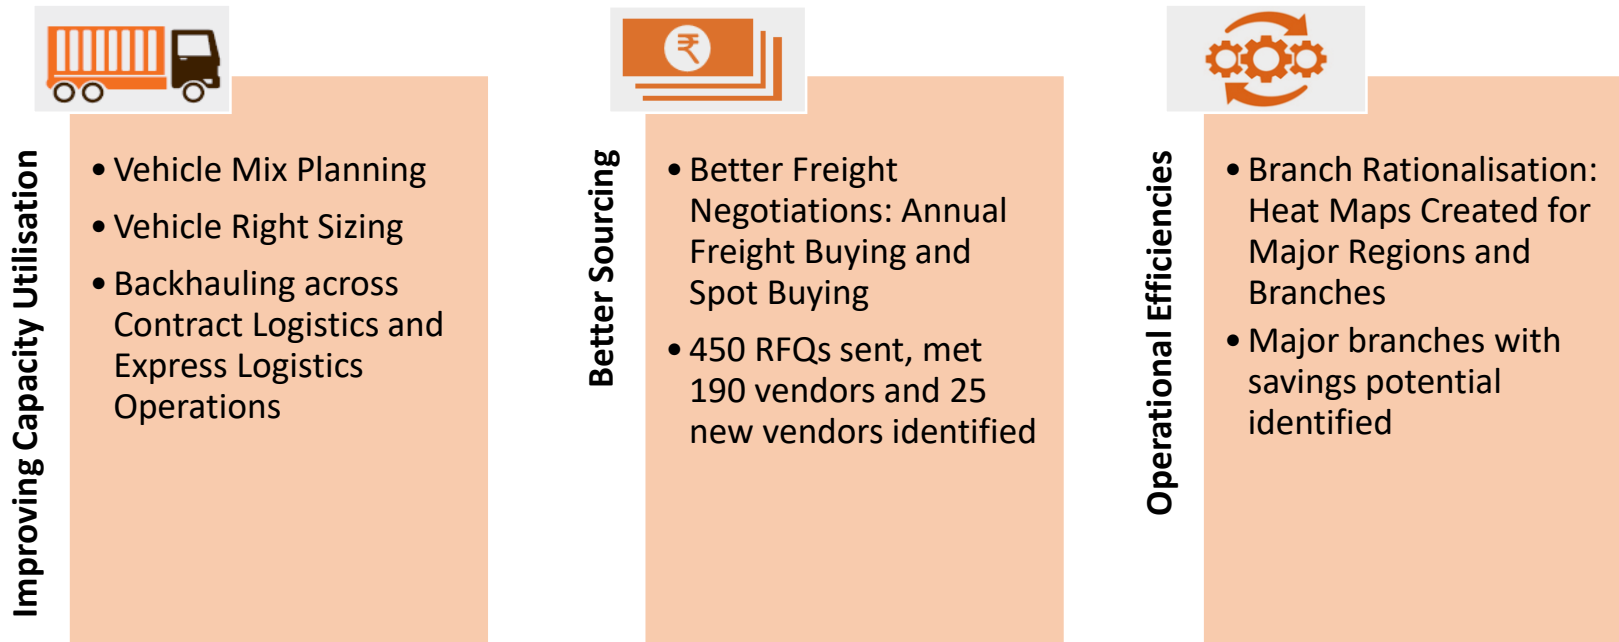 Improving Capacity Utilisation
• Vehicle Mix Planning
• Vehicle Right Sizing
• Backhauling across
Contract Logistics and
Express Logistics
Operations
₹
Better Sourcing
• Better Freight
Negotiations: Annual
Freight Buying and
Spot Buying
• 450 RFQs sent, met
190 vendors and 25
new vendors identified
Operational Efficiencies
• Branch Rationalisation:
Heat Maps Created for
Major Regions and
Branches
• Major branches with
savings potential
identified